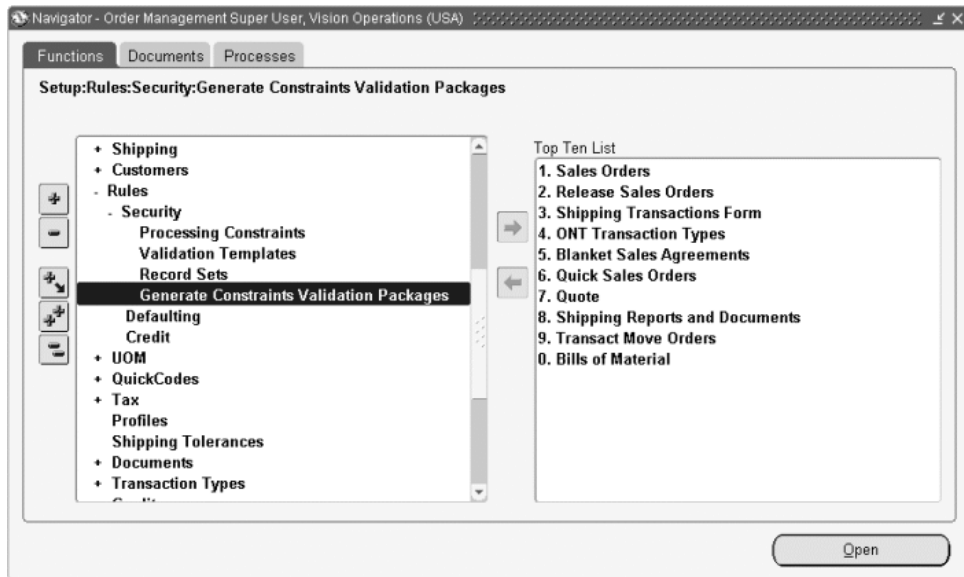 Navigator - Order Management Super User, Vision Operations (USA)
Functions Documents Processes
Setup:Rules:Security:Generate Constraints Validation Packages
+ Shipping
+ Customers
- Rules
- Security
Processing Constraints
Validation Templates
Record Sets
Generate Constraints Validation Packages
Defaulting
Credit
+ UOM
+ QuickCodes
+ Tax
Profiles
Shipping Tolerances
+ Documents
+ Transaction Types
Top Ten List
1. Sales Orders
2. Release Sales Orders
3. Shipping Transactions Form
4. ONT Transaction Types
5. Blanket Sales Agreements
6. Quick Sales Orders
7. Quote
8. Shipping Reports and Documents
9. Transact Move Orders
0. Bills of Material
Open